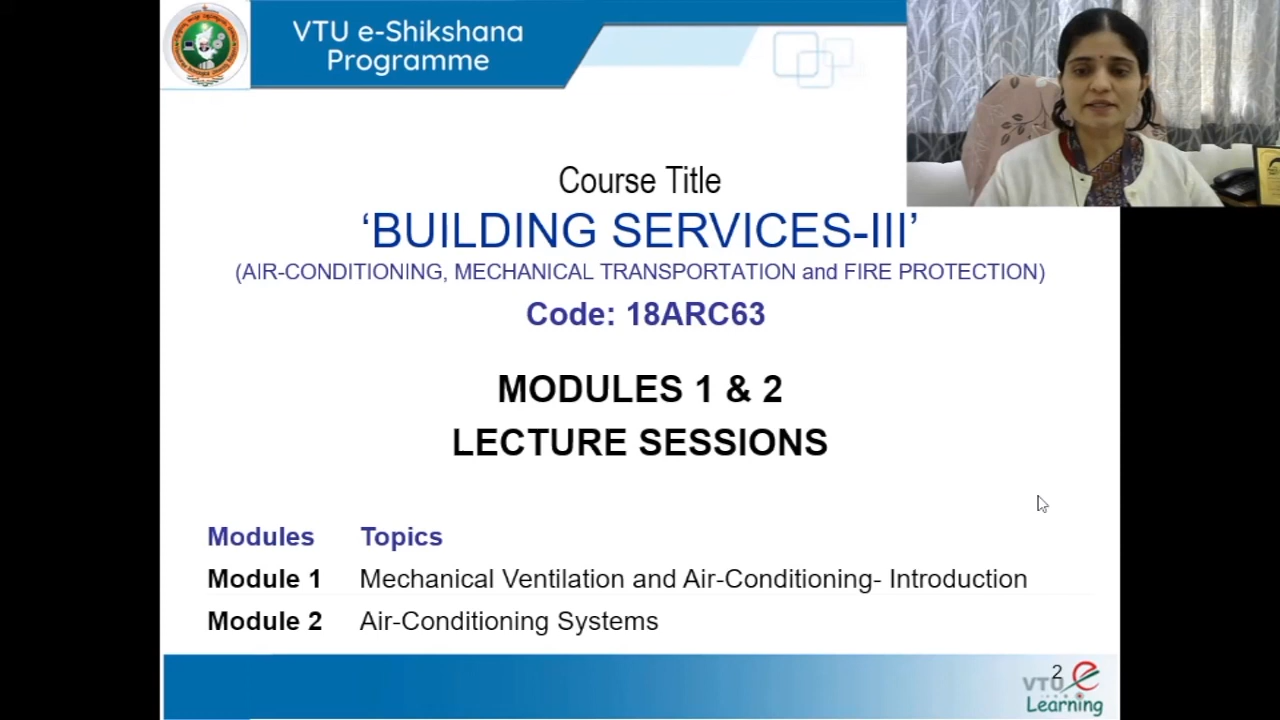 VTU e-Shikshana
Programme
Course Title
‘BUILDING SERVICES-III’
(AIR-CONDITIONING, MECHANICAL TRANSPORTATION and FIRE PROTECTION)
Code: 18ARC63
MODULES 1 & 2
LECTURE SESSIONS
Modules Topics
Module 1 Mechanical Ventilation and Air-Conditioning- Introduction
Module 2 Air-Conditioning Systems
2
VTU e
Learning